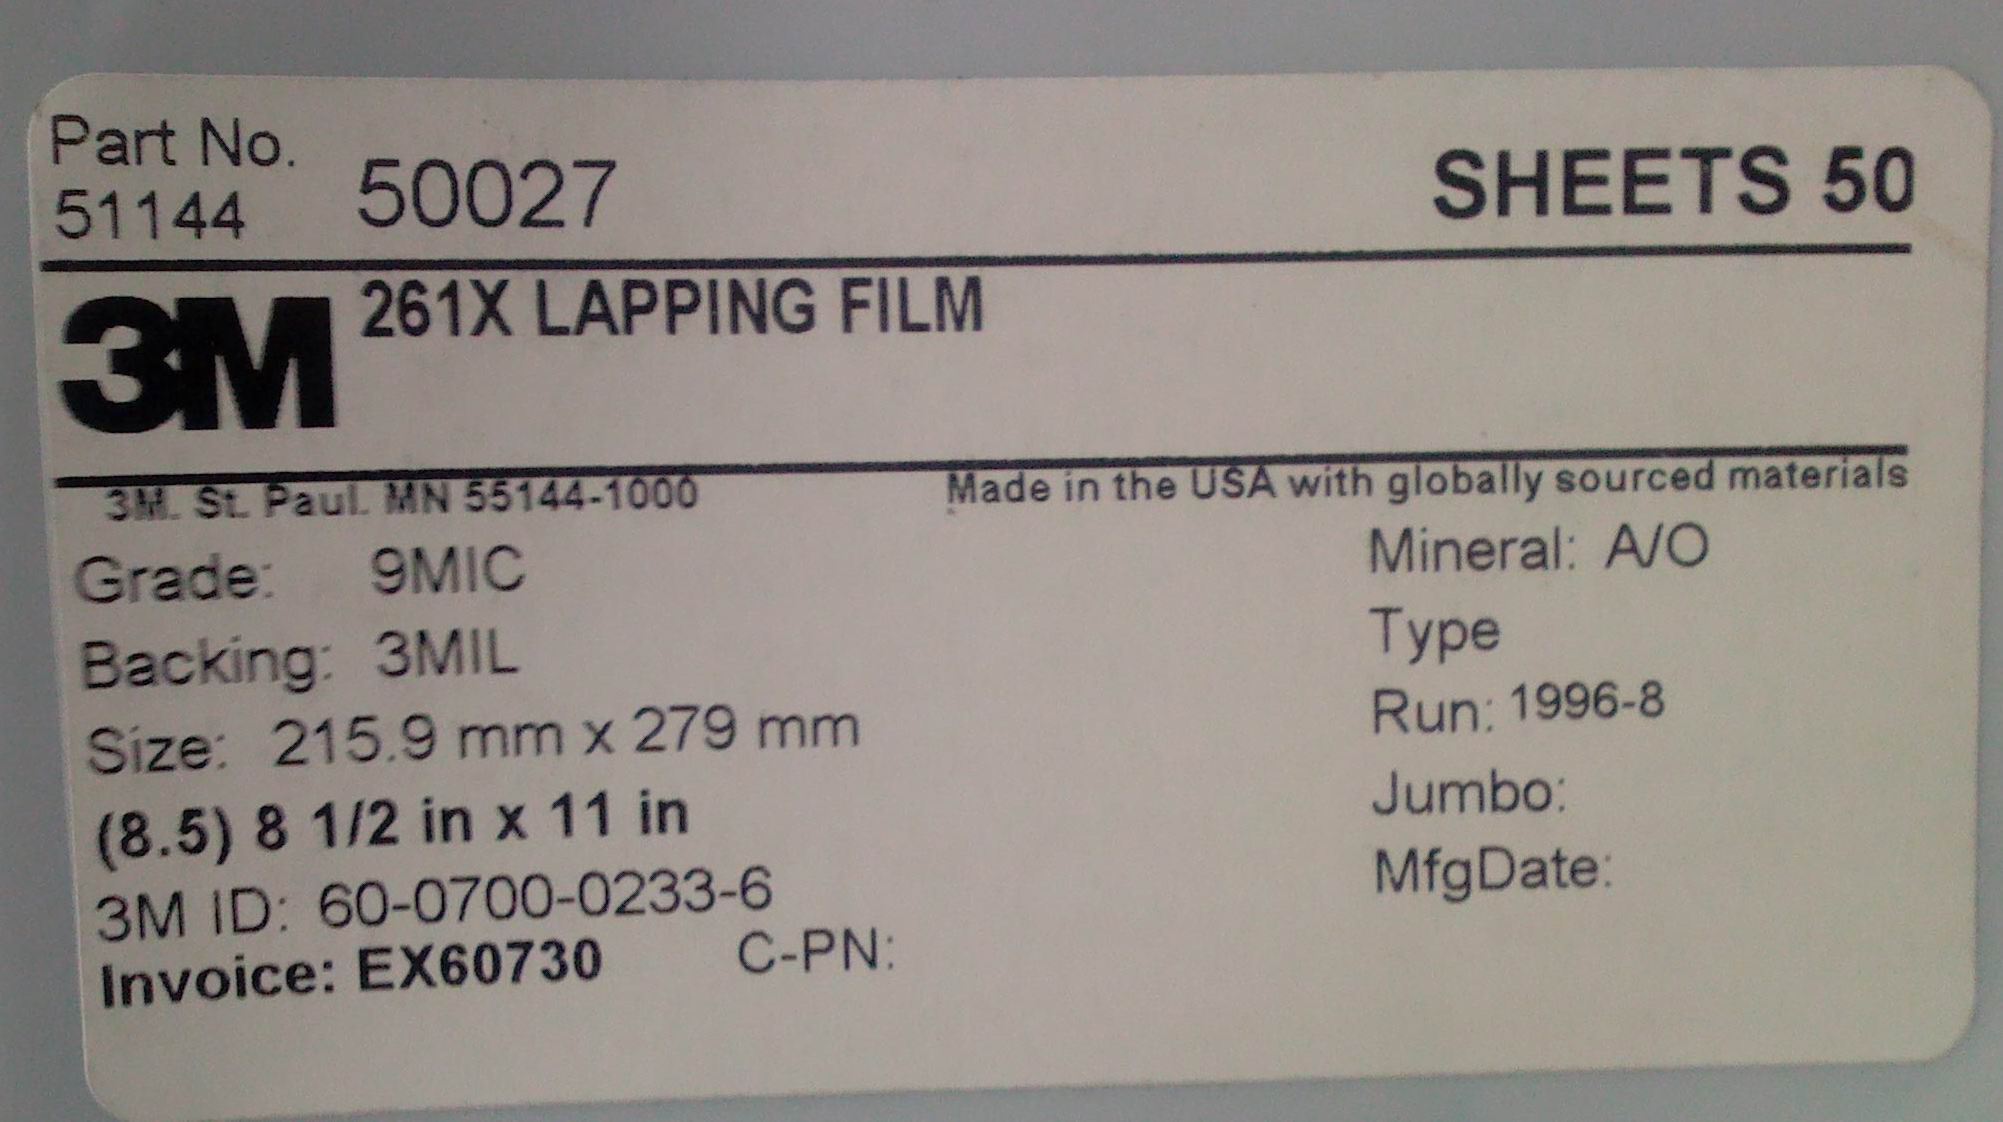 Part No.
51144 50027 SHEETS 50
3M 261X LAPPING FILM
3M. St. Paul. MN 55144-1000 Made in the USA with globally sourced materials
Grade: 9MIC Mineral: A/O
Backing: 3MIL Type
Size: 215.9 mm x 279 mm Run: 1996-8
(8.5) 8 1/2 in x 11 in Jumbo:
3M ID: 60-0700-0233-6 MfgDate:
Invoice: EX60730 C-PN: